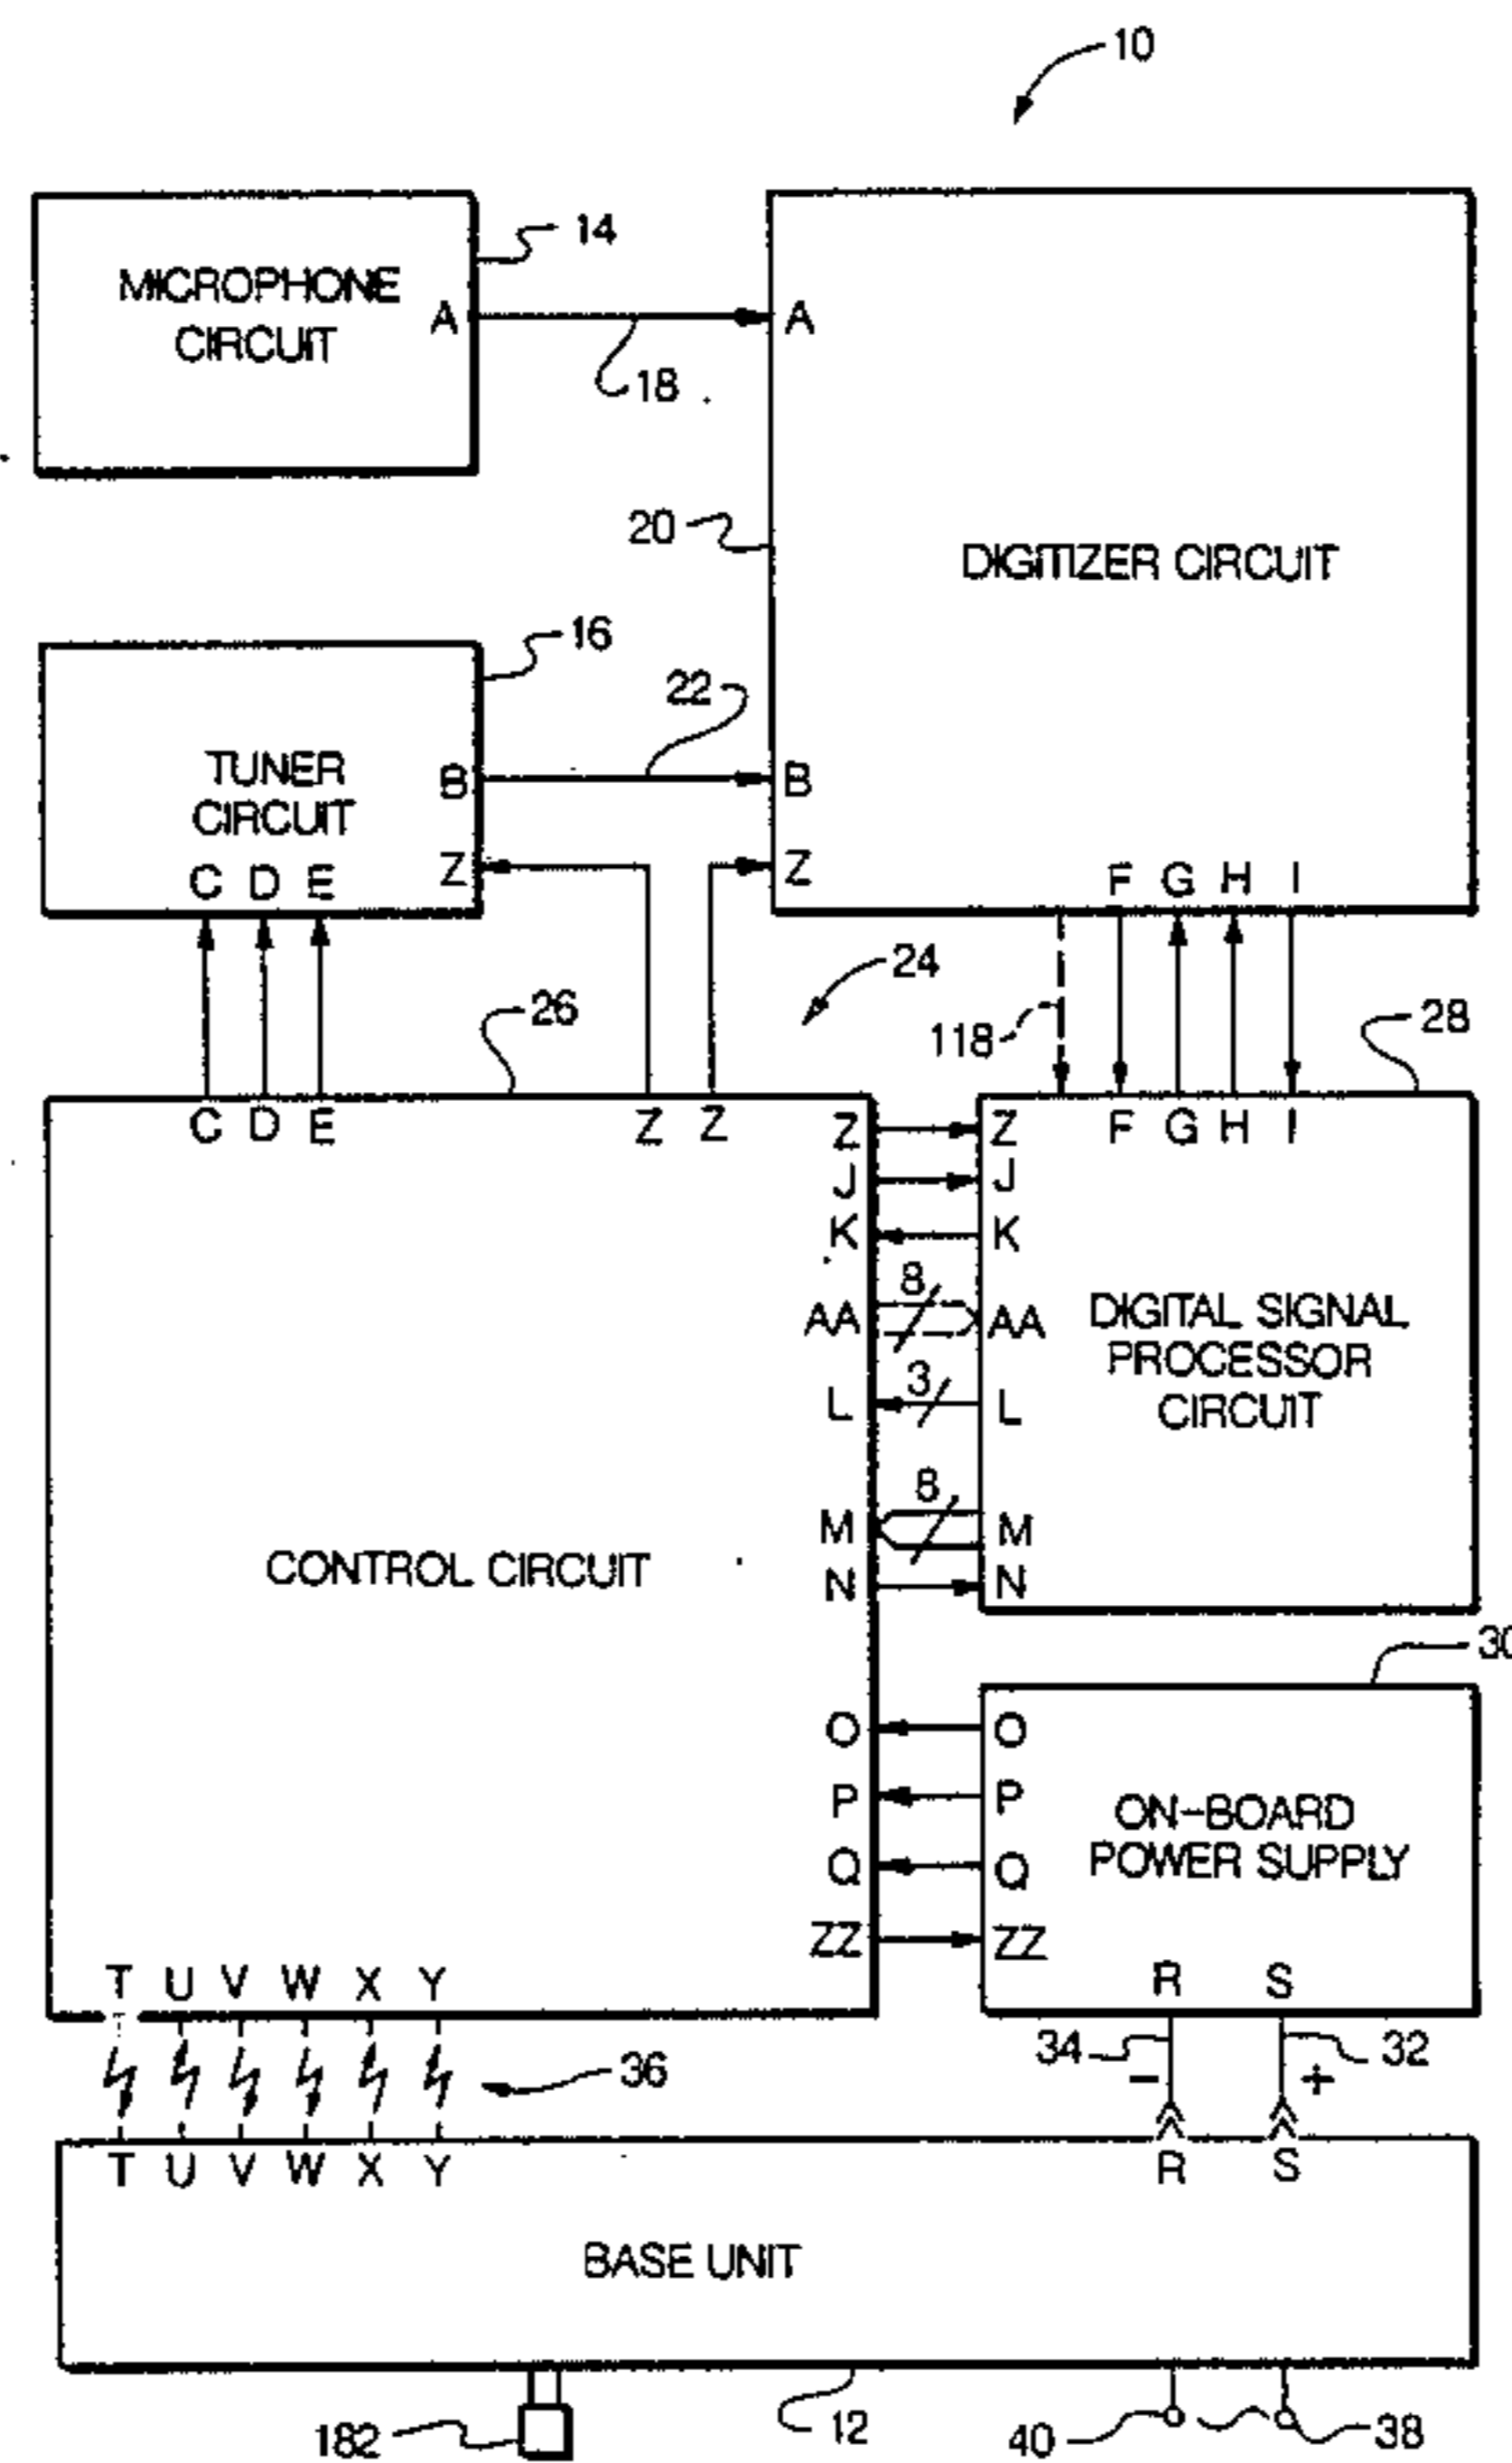 10
14
MICROPHONE
CIRCUIT
A
A
18
20
DIGITIZER CIRCUIT
16
22
TUNER
CIRCUIT
B
B
Z
Z
C D E
F G H I
24
26
118
28
C D E Z Z
Z
Z
F G H I
J
J
K
K
8
AA
AA
DIGITAL SIGNAL
PROCESSOR
CIRCUIT
3
L
L
8
M
M
CONTROL CIRCUIT
N
N
30
O
O
P
P
ON-BOARD
POWER SUPPLY
Q
Q
ZZ
ZZ
T U V W X Y
R S
34
32
- +
36
T U V W X Y
R S
BASE UNIT
182
12
40
38